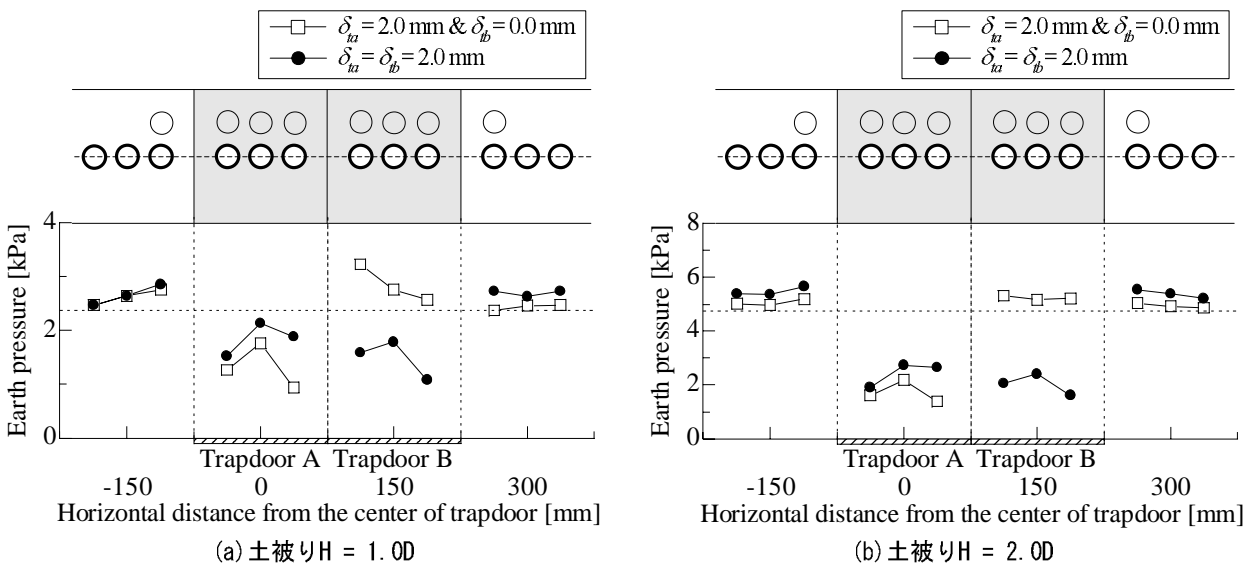 δta = 2.0 mm & δtb = 0.0 mm
δta = δtb = 2.0 mm
Earth pressure [kPa]
4
2
0
Trapdoor A
Trapdoor B
-150
0
150
300
Horizontal distance from the center of trapdoor [mm]
(a)土被りH = 1.0D
δta = 2.0 mm & δtb = 0.0 mm
δta = δtb = 2.0 mm
Earth pressure [kPa]
8
6
4
2
0
Trapdoor A
Trapdoor B
-150
0
150
300
Horizontal distance from the center of trapdoor [mm]
(b)土被りH = 2.0D